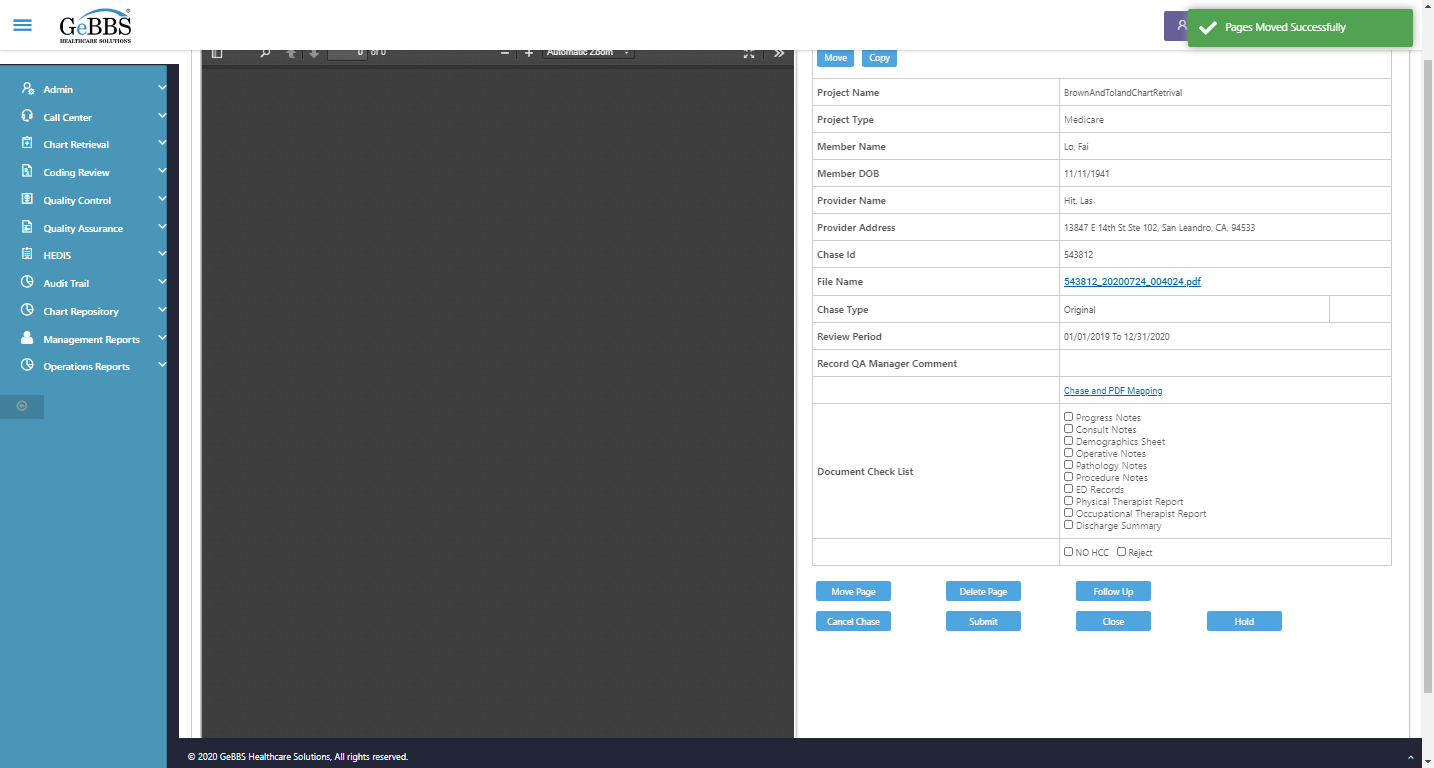 GeBBS
HEALTHCARE SOLUTIONS
Pages Moved Successfully
0 of 0
Automatic Zoom
Move Copy
Admin
Call Center
Chart Retrieval
Coding Review
Quality Control
Quality Assurance
HEDIS
Audit Trail
Chart Repository
Management Reports
Operations Reports
Project Name BrownAndTolandChartRetrival
Project Type Medicare
Member Name Lo, Fai
Member DOB 11/11/1941
Provider Name Hit, Las
Provider Address 13847 E 14th St Ste 102, San Leandro, CA, 94533
Chase Id 543812
File Name 543812_20200724_004024.pdf
Chase Type Original
Review Period 01/01/2019 To 12/31/2020
Record QA Manager Comment
Chase and PDF Mapping
Document Check List
Progress Notes
Consult Notes
Demographics Sheet
Operative Notes
Pathology Notes
Procedure Notes
ED Records
Physical Therapist Report
Occupational Therapist Report
Discharge Summary
NO HCC Reject
Move Page Delete Page Follow Up
Cancel Chase Submit Close Hold
© 2020 GeBBS Healthcare Solutions, All rights reserved.